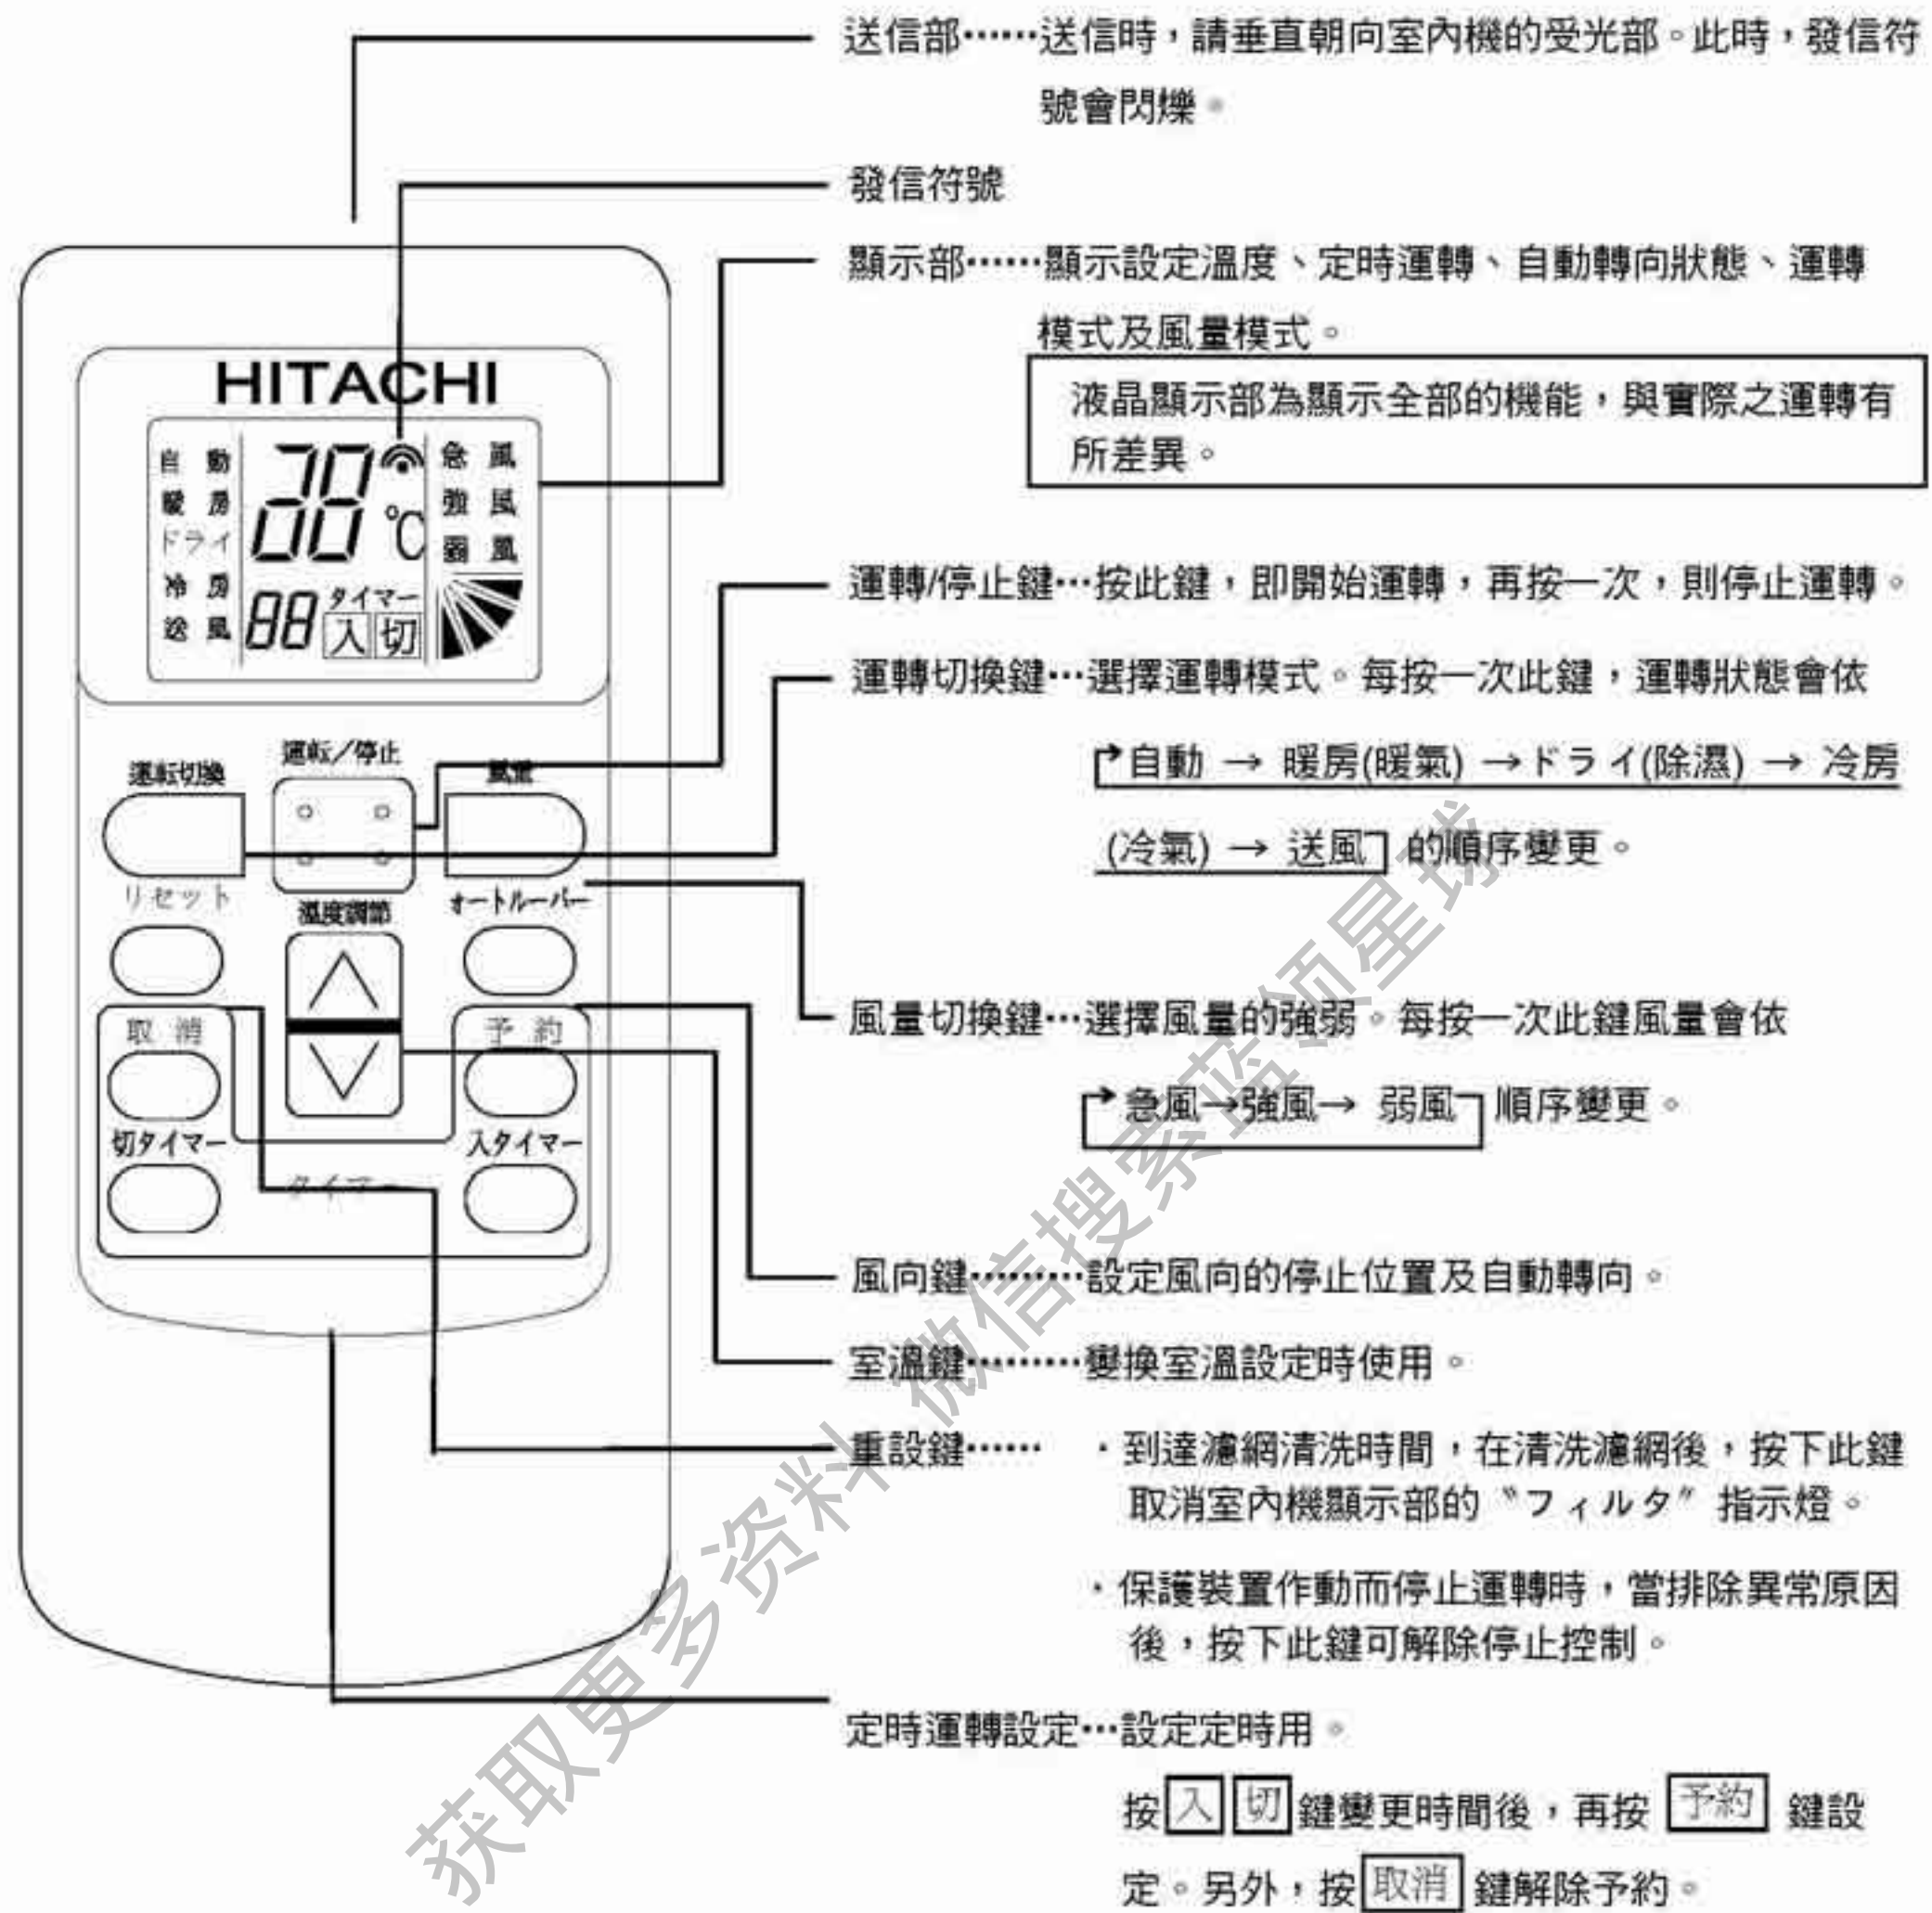 送信部⋯⋯送信時，請垂直朝向室內機的受光部。此時，發信符
號會閃爍。
發信符號
顯示部⋯⋯顯示設定溫度、定時運轉、自動轉向狀態、運轉
模式及風量模式。
液晶顯示部為顯示全部的機能，與實際之運轉有
所差異。
HITACHI
自動
暖房
ドライ
冷房
送風
28 ℃
88 タイマー
入 切
急風
強風
弱風
運転切換
運転／停止
風量
リセット
温度調節
オートルーバー
取消
予約
切タイマー
入タイマー
タイマー
運轉/停止鍵⋯按此鍵，即開始運轉，再按一次，則停止運轉。
運轉切換鍵⋯選擇運轉模式。每按一次此鍵，運轉狀態會依
自動 → 暖房(暖氣) →ドライ(除濕) → 冷房
(冷氣) → 送風 的順序變更。
風量切換鍵⋯選擇風量的強弱。每按一次此鍵風量會依
急風→強風→ 弱風 順序變更。
風向鍵⋯⋯⋯設定風向的停止位置及自動轉向。
室溫鍵⋯⋯⋯變換室溫設定時使用。
重設鍵⋯⋯ ．到達濾網清洗時間，在清洗濾網後，按下此鍵
取消室內機顯示部的〝フィルタ〞指示燈。
．保護裝置作動而停止運轉時，當排除異常原因
後，按下此鍵可解除停止控制。
定時運轉設定⋯設定定時用。
按 入 切 鍵變更時間後，再按 予約 鍵設
定。另外，按 取消 鍵解除予約。
获取更多资料 微信搜索蓝领星球